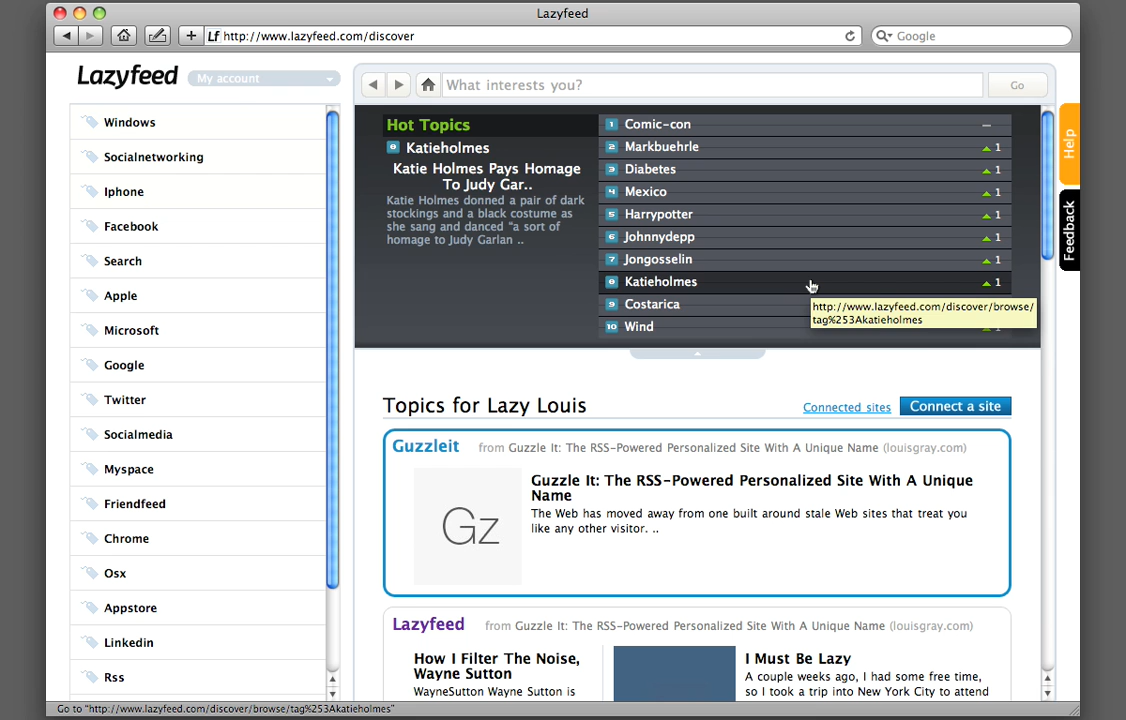 Lazyfeed
Lf http://www.lazyfeed.com/discover
Google
Lazyfeed
My account
What interests you?
Go
Help
Feedback
Windows
Socialnetworking
Iphone
Facebook
Search
Apple
Microsoft
Google
Twitter
Socialmedia
Myspace
Friendfeed
Chrome
Osx
Appstore
Linkedin
Rss
Hot Topics
8 Katieholmes
Katie Holmes Pays Homage
To Judy Gar..
Katie Holmes donned a pair of dark
stockings and a black costume as
she sang and danced "a sort of
homage to Judy Garlan ..
1 Comic-con
2 Markbuehrle 1
3 Diabetes 1
4 Mexico 1
5 Harrypotter 1
6 Johnnydepp 1
7 Jongosselin 1
8 Katieholmes 1
9 Costarica
10 Wind 1
http://www.lazyfeed.com/discover/browse/
tag%253Akatieholmes
Topics for Lazy Louis
Connected sites
Connect a site
Guzzleit from Guzzle It: The RSS-Powered Personalized Site With A Unique Name (louisgray.com)
Gz
Guzzle It: The RSS-Powered Personalized Site With A Unique
Name
The Web has moved away from one built around stale Web sites that treat you
like any other visitor. ..
Lazyfeed from Guzzle It: The RSS-Powered Personalized Site With A Unique Name (louisgray.com)
How I Filter The Noise,
Wayne Sutton
WayneSutton Wayne Sutton is
I Must Be Lazy
A couple weeks ago, I had some free time,
so I took a trip into New York City to attend
Go to "http://www.lazyfeed.com/discover/browse/tag%253Akatieholmes"